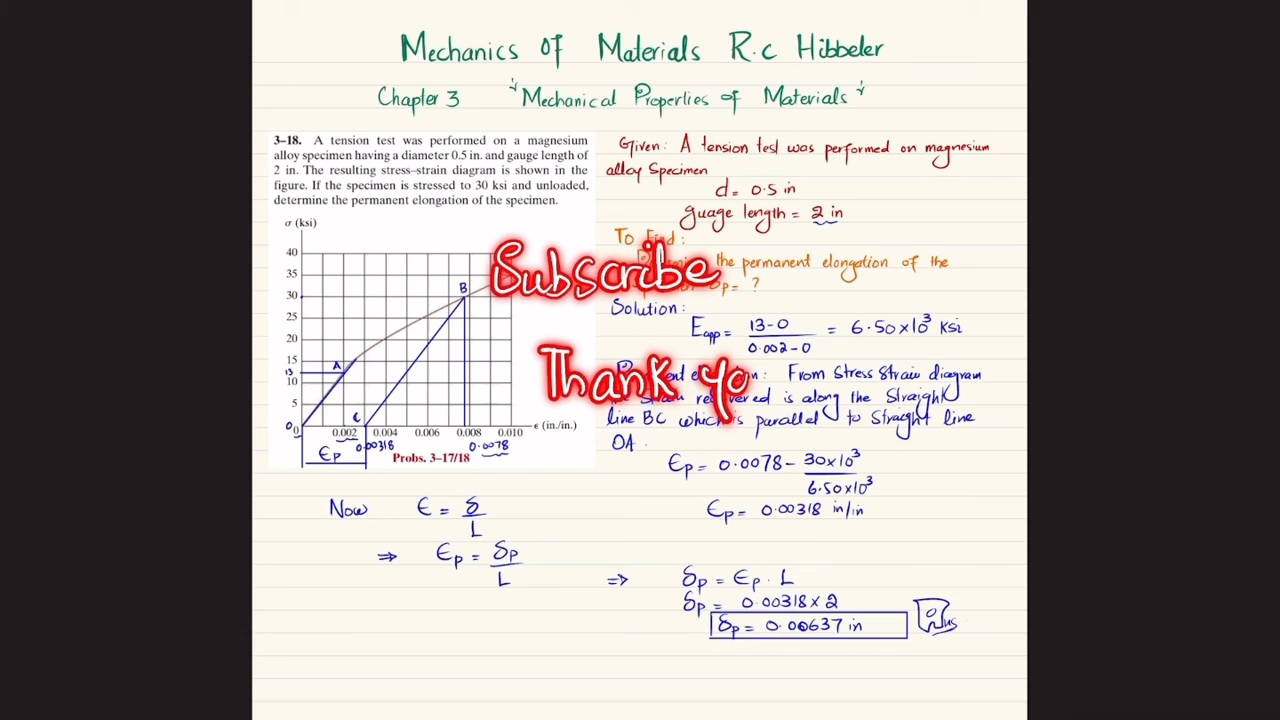 Mechanics of Materials R.c Hibbeler
Chapter 3 "Mechanical Properties of Materials"
3–18. A tension test was performed on a magnesium
alloy specimen having a diameter 0.5 in. and gauge length of
2 in. The resulting stress–strain diagram is shown in the
figure. If the specimen is stressed to 30 ksi and unloaded,
determine the permanent elongation of the specimen.
σ (ksi)
40
35
30
25
20
15
13
10
5
0
0
A
B
C
0.002 0.004 0.006 0.008 0.010
ϵ (in./in.)
0.00318
0.0078
ϵp
Probs. 3–17/18
Given: A tension test was performed on magnesium
alloy Specimen
d = 0.5 in
guage length = 2 in
To Find:
the permanent elongation of the
δp = ?
Subscribe
Solution:
Eapp = 13-0 / 0.002-0 = 6.50x10³ Ksi
Thank Yo
From Stress Strain diagram
is along the Straight
line BC which is parallel to Straight line
OA.
ϵp = 0.0078 - 30x10³ / 6.50x10³
ϵp = 0.00318 in/in
Now ϵ = δ / L
⇒ ϵp = δp / L
⇒ δp = ϵp . L
δp = 0.00318 x 2
δp = 0.00637 in